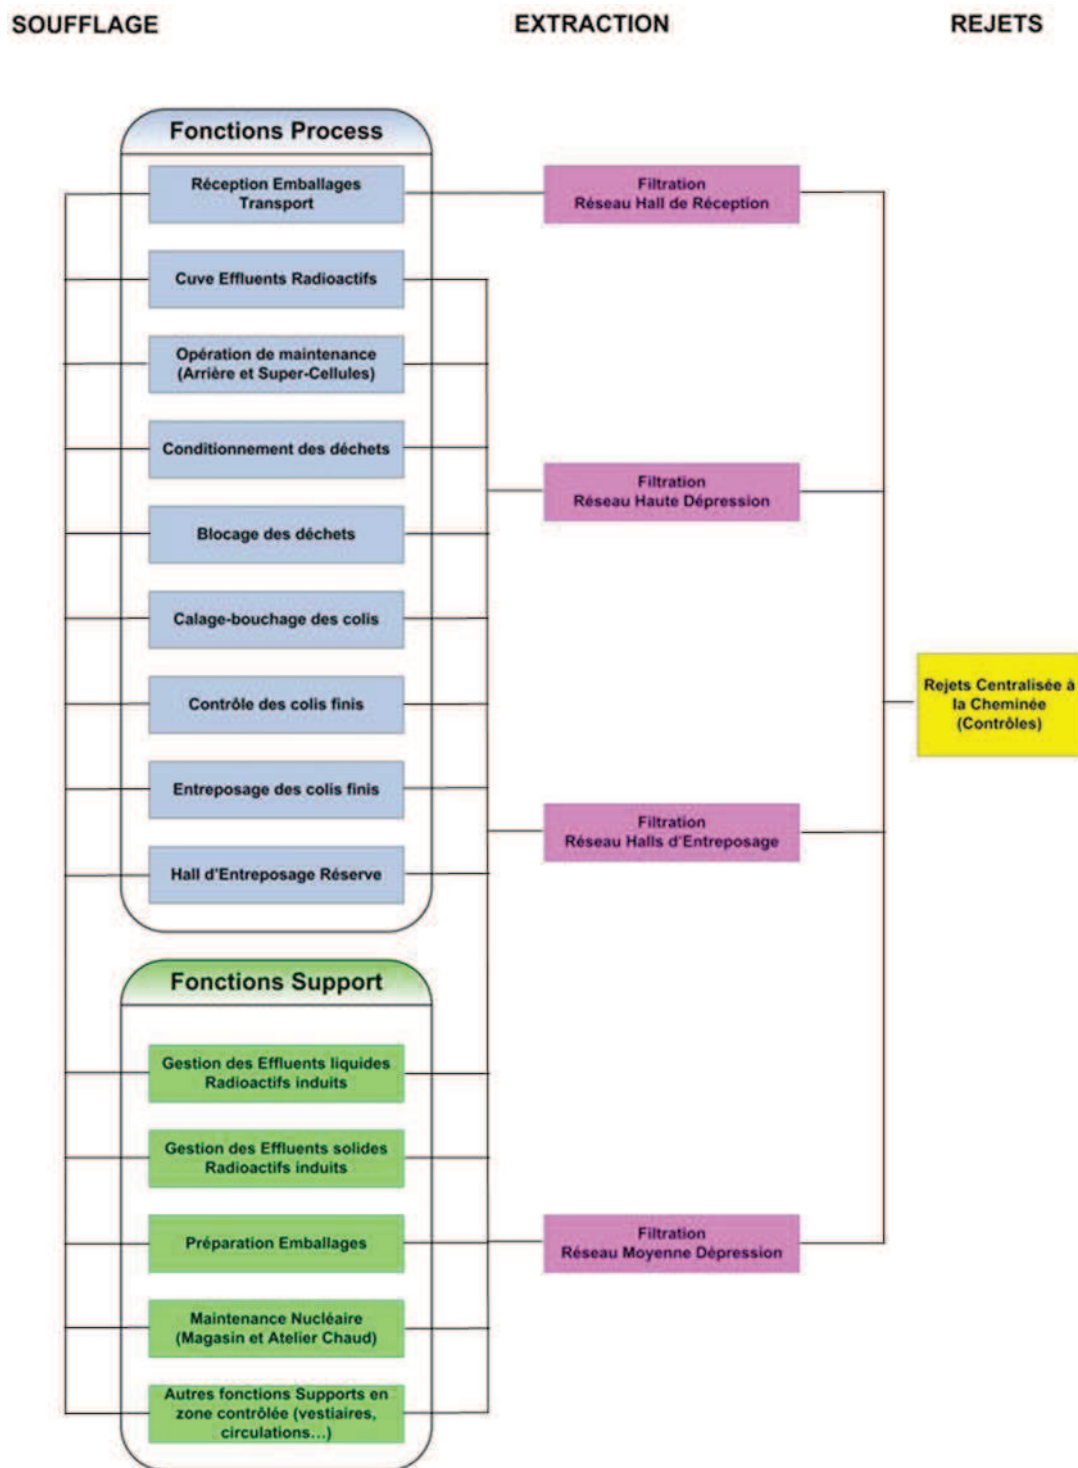 SOUFFLAGE
EXTRACTION
REJETS
Fonctions Process
Réception Emballages
Transport
Filtration
Réseau Hall de Réception
Cuve Effluents Radioactifs
Opération de maintenance
(Arrière et Super-Cellules)
Conditionnement des déchets
Filtration
Réseau Haute Dépression
Blocage des déchets
Calage-bouchage des colis
Contrôle des colis finis
Rejets Centralisée à
la Cheminée
(Contrôles)
Entreposage des colis finis
Filtration
Réseau Halls d'Entreposage
Hall d'Entreposage Réserve
Fonctions Support
Gestion des Effluents liquides
Radioactifs induits
Gestion des Effluents solides
Radioactifs induits
Préparation Emballages
Filtration
Réseau Moyenne Dépression
Maintenance Nucléaire
(Magasin et Atelier Chaud)
Autres fonctions Supports en
zone contrôlée (vestiaires,
circulations...)